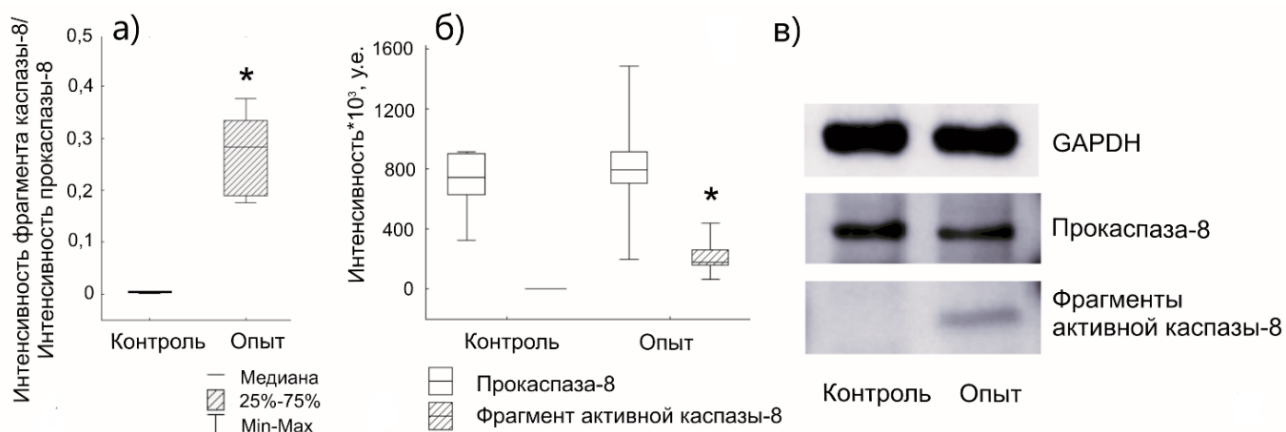 а)
Интенсивность фрагмента каспазы-8/
Интенсивность прокаспазы-8
0,5
0,4
0,3
0,2
0,1
0
*
Контроль
Опыт
Медиана
25%-75%
Min-Max
б)
Интенсивность*10³, у.е.
1600
1200
800
400
0
*
Контроль
Опыт
Прокаспаза-8
Фрагмент активной каспазы-8
в)
GAPDH
Прокаспаза-8
Фрагменты
активной каспазы-8
Контроль
Опыт